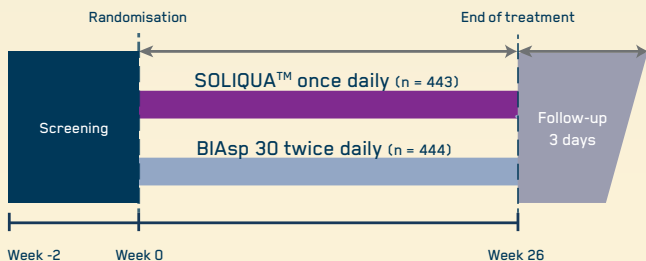 Randomisation
End of treatment
SOLIQUA™ once daily (n = 443)
Screening
BIAsp 30 twice daily (n = 444)
Follow-up
3 days
Week -2
Week 0
Week 26